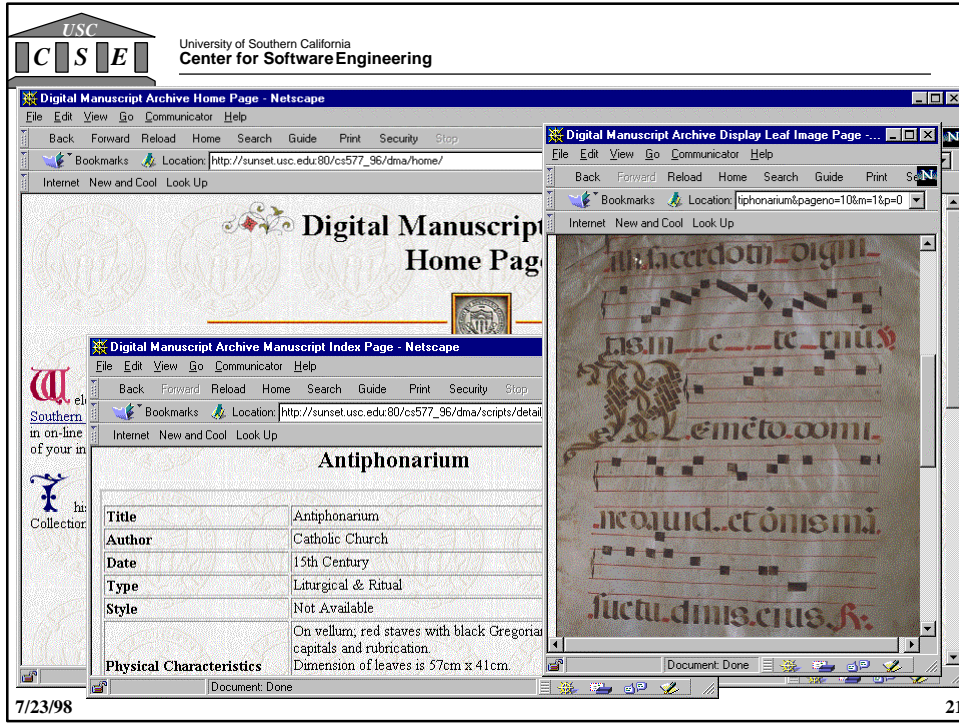 USC
C S E
University of Southern California
Center for Software Engineering
Digital Manuscript Archive Home Page - Netscape
File Edit View Go Communicator Help
Back Forward Reload Home Search Guide Print Security Stop
Bookmarks Location: http://sunset.usc.edu:80/cs577_96/dma/home/
Internet New and Cool Look Up
Digital Manuscript
Home Pag
el
Southern
in on-line
of your in
his
Collection
Digital Manuscript Archive Manuscript Index Page - Netscape
File Edit View Go Communicator Help
Back Forward Reload Home Search Guide Print Security Stop
Bookmarks Location: http://sunset.usc.edu:80/cs577_96/dma/scripts/detail
Internet New and Cool Look Up
Antiphonarium
Title Antiphonarium
Author Catholic Church
Date 15th Century
Type Liturgical & Ritual
Style Not Available
Physical Characteristics On vellum; red staves with black Gregorian
capitals and rubrication.
Dimension of leaves is 57cm x 41cm.
Document: Done
Digital Manuscript Archive Display Leaf Image Page -...
File Edit View Go Communicator Help
Back Forward Reload Home Search Guide Print Se
Bookmarks Location: tiphonarium&pageno=10&m=1&p=0
Internet New and Cool Look Up
Document: Done
7/23/98
21